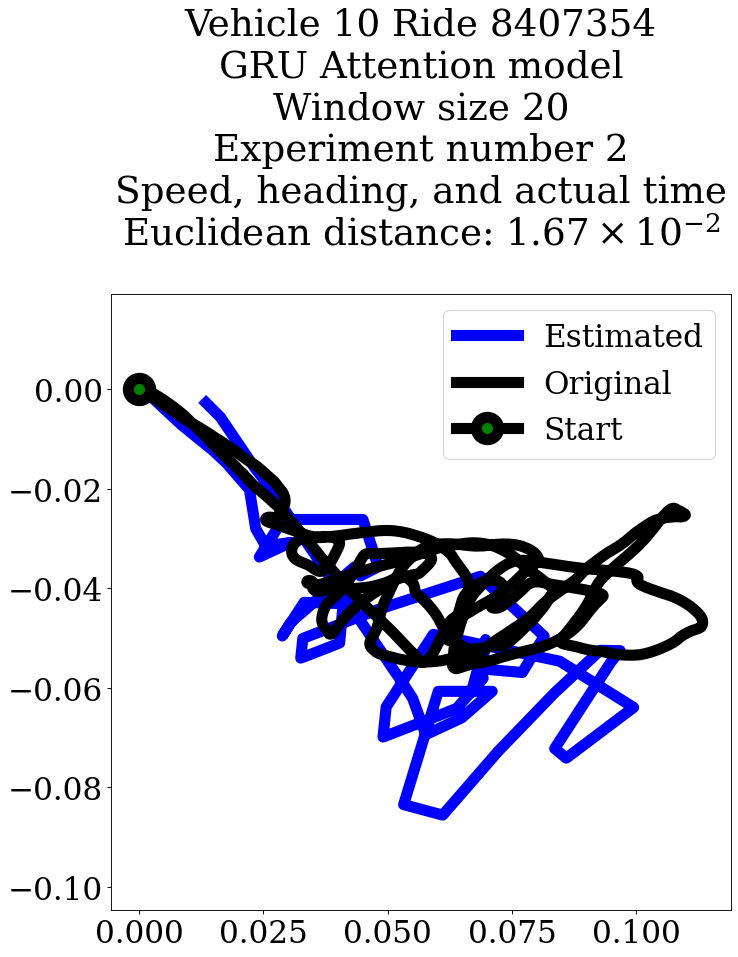 Vehicle 10 Ride 8407354
GRU Attention model
Window size 20
Experiment number 2
Speed, heading, and actual time
Euclidean distance: 1.67 × 10⁻²
Estimated
Original
Start
0.00
−0.02
−0.04
−0.06
−0.08
−0.10
0.000 0.025 0.050 0.075 0.100